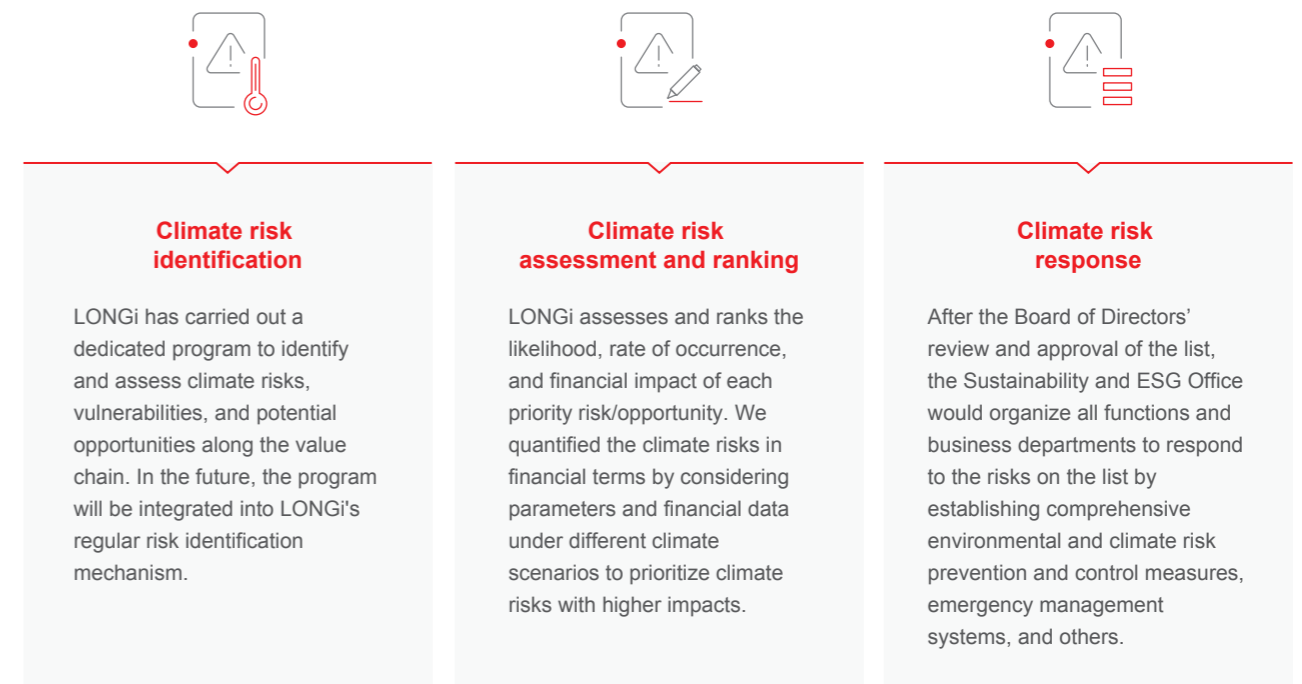 Climate risk
identification
LONGi has carried out a
dedicated program to identify
and assess climate risks,
vulnerabilities, and potential
opportunities along the value
chain. In the future, the program
will be integrated into LONGi's
regular risk identification
mechanism.
Climate risk
assessment and ranking
LONGi assesses and ranks the
likelihood, rate of occurrence,
and financial impact of each
priority risk/opportunity. We
quantified the climate risks in
financial terms by considering
parameters and financial data
under different climate
scenarios to prioritize climate
risks with higher impacts.
Climate risk
response
After the Board of Directors’
review and approval of the list,
the Sustainability and ESG Office
would organize all functions and
business departments to respond
to the risks on the list by
establishing comprehensive
environmental and climate risk
prevention and control measures,
emergency management
systems, and others.